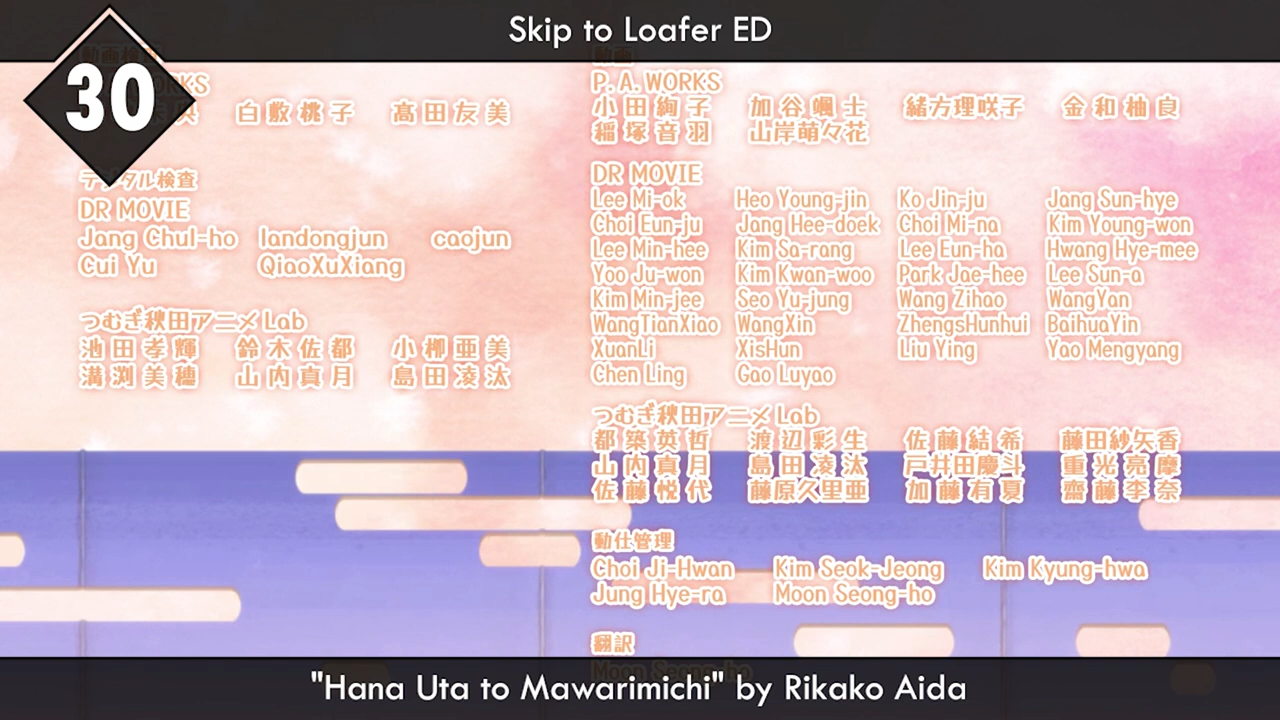 Skip to Loafer ED
30
白敷桃子 髙田友美
デジタル検査
DR MOVIE
Jang Chul-ho landongjun caojun
Cui Yu QiaoXuXiang
つむぎ秋田アニメLab
池田孝輝 鈴木佐都 小栁亜美
溝渕美穂 山内真月 島田凌汰
動画
P.A.WORKS
小田絢子 加谷颯士 緒方理咲子 金和柚良
稲塚音羽 山岸萌々花
DR MOVIE
Lee Mi-ok Heo Young-jin Ko Jin-ju Jang Sun-hye
Choi Eun-ju Jang Hee-doek Choi Mi-na Kim Young-won
Lee Min-hee Kim Sa-rang Lee Eun-ha Hwang Hye-mee
Yoo Ju-won Kim Kwan-woo Park Jae-hee Lee Sun-a
Kim Min-jee Seo Yu-jung Wang Zihao WangYan
WangTianXiao WangXin ZhengsHunhui BaihuaYin
XuanLi XisHun Liu Ying Yao Mengyang
Chen Ling Gao Luyao
つむぎ秋田アニメLab
都築英哲 渡辺彩生 佐藤結希 藤田紗矢香
山内真月 島田凌汰 戸井田慶斗 重光亮摩
佐藤悦代 藤原久里亜 加藤有夏 齋藤李奈
動仕管理
Choi Ji-Hwan Kim Seok-Jeong Kim Kyung-hwa
Jung Hye-ra Moon Seong-ho
翻訳
Moon Seong-ho
"Hana Uta to Mawarimichi" by Rikako Aida